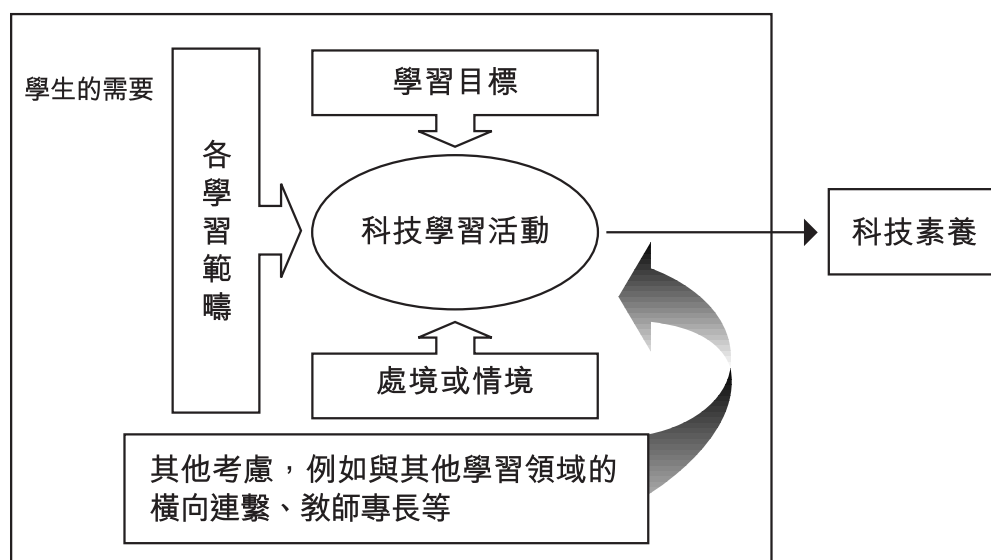 學生的需要
各學習範疇
學習目標
科技學習活動
處境或情境
科技素養
其他考慮，例如與其他學習領域的
橫向連繫、教師專長等